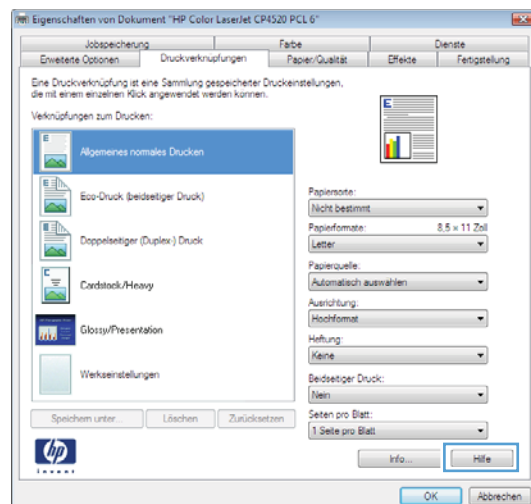 Eigenschaften von Dokument "HP Color LaserJet CP4520 PCL 6"
Jobspeicherung
Farbe
Dienste
Erweiterte Optionen
Druckverknüpfungen
Papier/Qualität
Effekte
Fertigstellung
Eine Druckverknüpfung ist eine Sammlung gespeicherter Druckeinstellungen,
die mit einem einzelnen Klick angewendet werden können.
Verknüpfungen zum Drucken:
Allgemeines normales Drucken
Eco-Druck (beidseitiger Druck)
Doppelseitiger (Duplex-) Druck
Cardstock/Heavy
Glossy/Presentation
Werkseinstellungen
Speichern unter...
Löschen
Zurücksetzen
Papiersorte:
Nicht bestimmt
Papierformate: 8,5 × 11 Zoll
Letter
Papierquelle:
Automatisch auswählen
Ausrichtung:
Hochformat
Heftung:
Keine
Beidseitiger Druck:
Nein
Seiten pro Blatt:
1 Seite pro Blatt
hp
invent
Info...
Hilfe
OK
Abbrechen